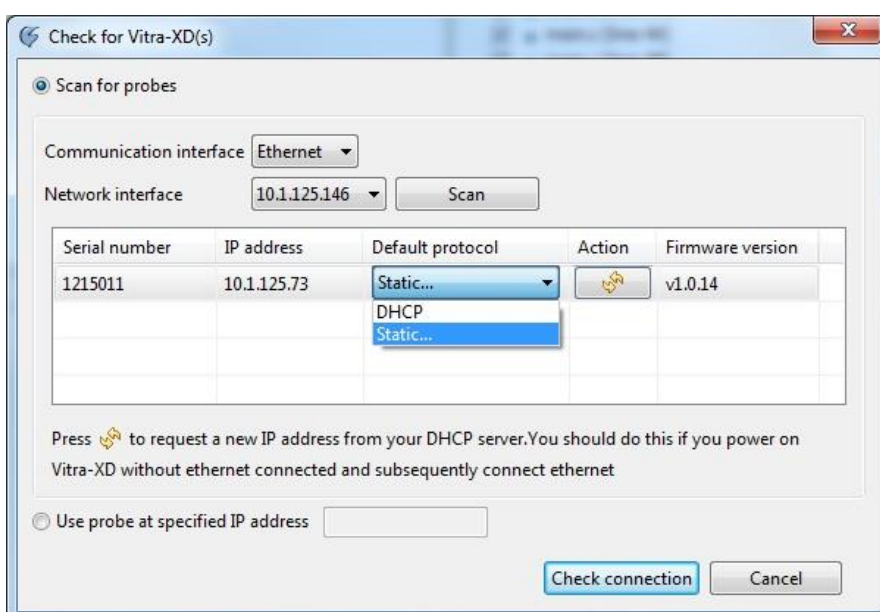 Check for Vitra-XD(s)
Scan for probes
Communication interface Ethernet
Network interface 10.1.125.146 Scan
Serial number IP address Default protocol Action Firmware version
1215011 10.1.125.73 Static... v1.0.14
DHCP
Static...
Press to request a new IP address from your DHCP server.You should do this if you power on
Vitra-XD without ethernet connected and subsequently connect ethernet
Use probe at specified IP address
Check connection Cancel